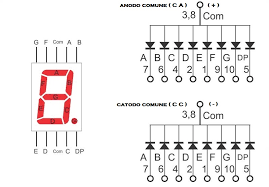 ANODO COMUNE (C A) (+)
3,8 Com
A B C D E F G DP
7 6 4 2 1 9 10 5
G F Com A B
E D Com C DP
CATODO COMUNE (C C) (-)
3,8 Com
A B C D E F G DP
7 6 4 2 1 9 10 5